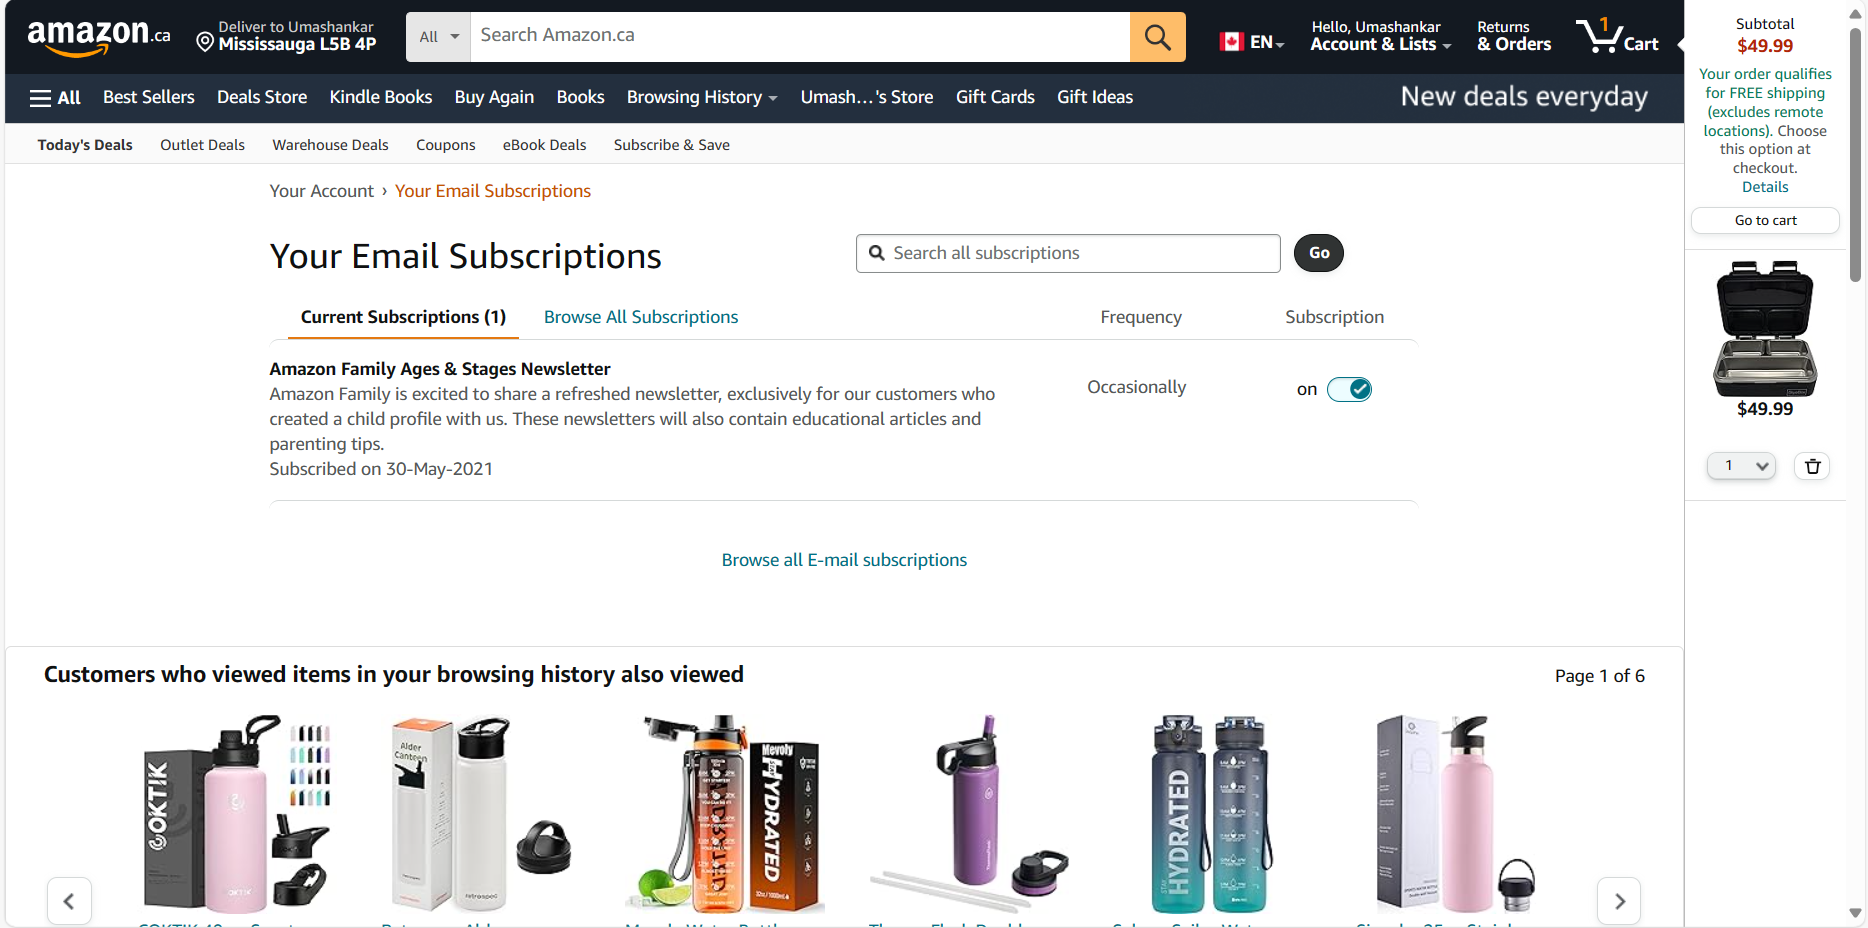 amazon.ca
Deliver to Umashankar
Mississauga L5B 4P
All
Search Amazon.ca
EN
Hello, Umashankar
Account & Lists
Returns
& Orders
1
Cart
Subtotal
$49.99
Your order qualifies
for FREE shipping
(excludes remote
locations). Choose
this option at
checkout.
Details
Go to cart
$49.99
1
All
Best Sellers
Deals Store
Kindle Books
Buy Again
Books
Browsing History
Umash...'s Store
Gift Cards
Gift Ideas
New deals everyday
Today's Deals
Outlet Deals
Warehouse Deals
Coupons
eBook Deals
Subscribe & Save
Your Account › Your Email Subscriptions
Your Email Subscriptions
Search all subscriptions
Go
Current Subscriptions (1)
Browse All Subscriptions
Frequency
Subscription
Amazon Family Ages & Stages Newsletter
Amazon Family is excited to share a refreshed newsletter, exclusively for our customers who
created a child profile with us. These newsletters will also contain educational articles and
parenting tips.
Subscribed on 30-May-2021
Occasionally
on
Browse all E-mail subscriptions
Customers who viewed items in your browsing history also viewed
Page 1 of 6
COKTIK
Alder
Canteen
retrospec
Mevoly
HYDRATED
HYDRATED